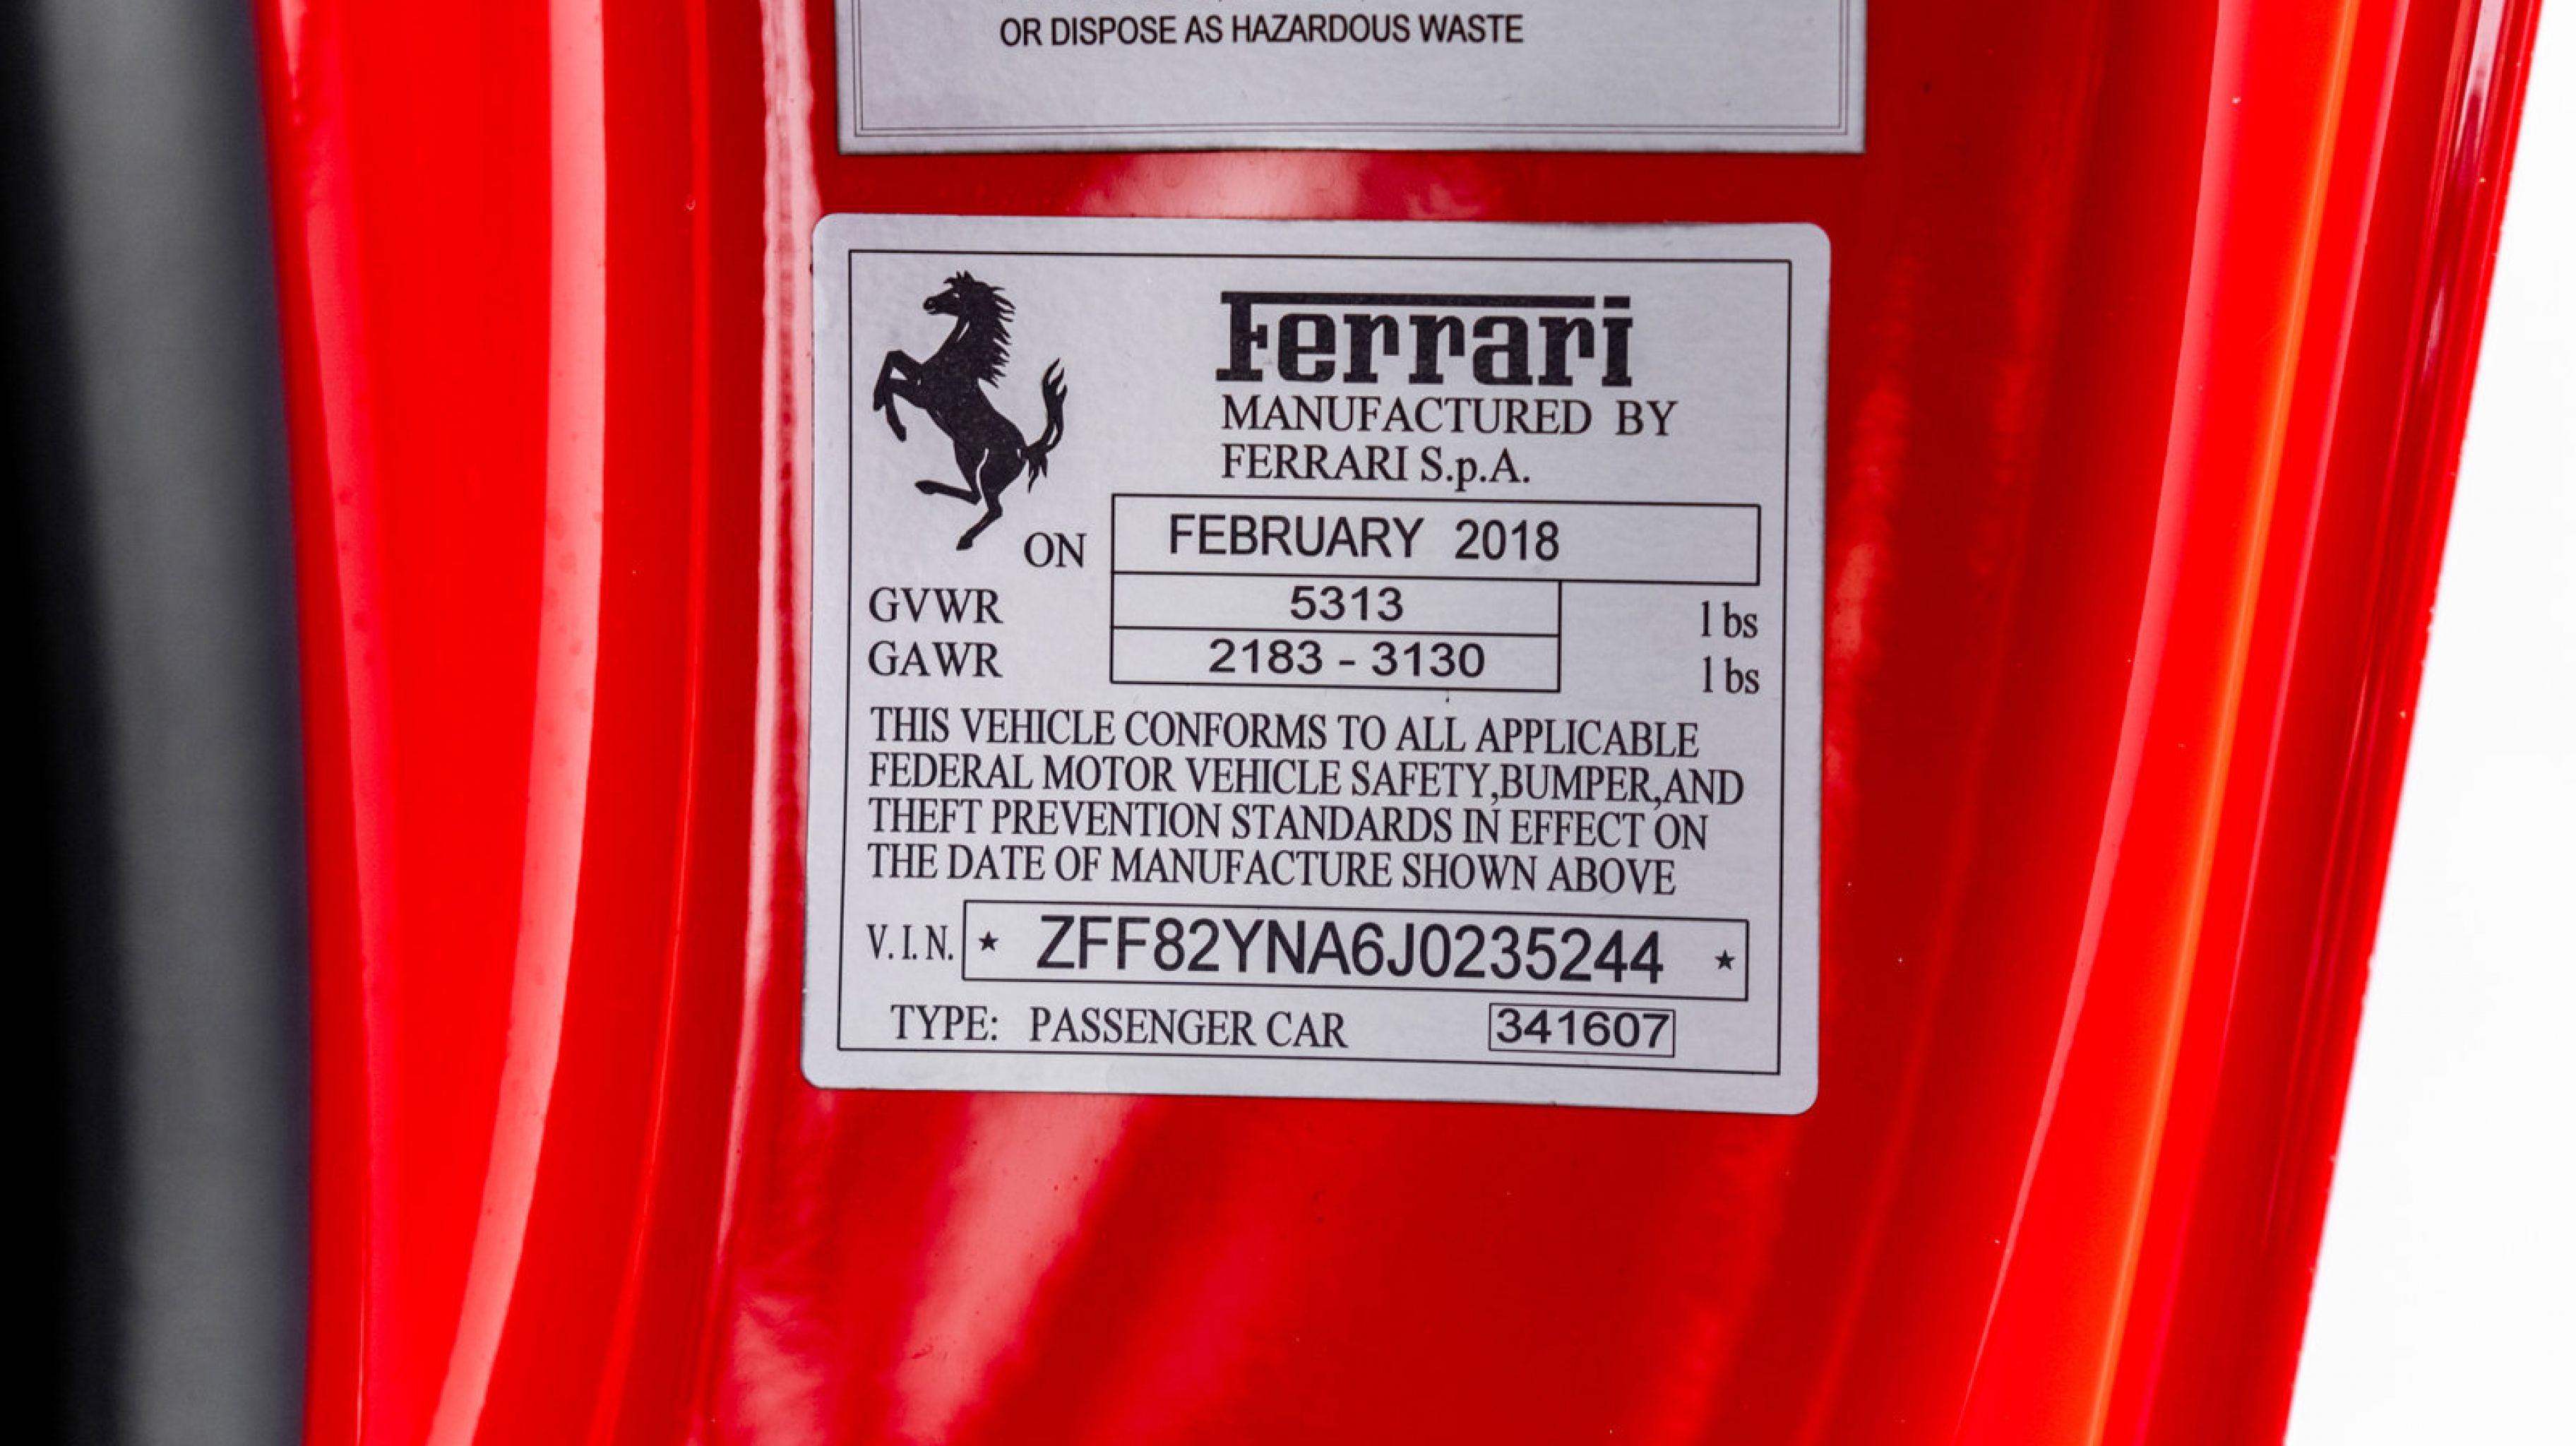 OR DISPOSE AS HAZARDOUS WASTE
Ferrari
MANUFACTURED BY
FERRARI S.p.A.
ON FEBRUARY 2018
GVWR 5313 lbs
GAWR 2183 - 3130 lbs
THIS VEHICLE CONFORMS TO ALL APPLICABLE
FEDERAL MOTOR VEHICLE SAFETY,BUMPER,AND
THEFT PREVENTION STANDARDS IN EFFECT ON
THE DATE OF MANUFACTURE SHOWN ABOVE
V.I.N. ★ ZFF82YNA6J0235244 ★
TYPE: PASSENGER CAR 341607